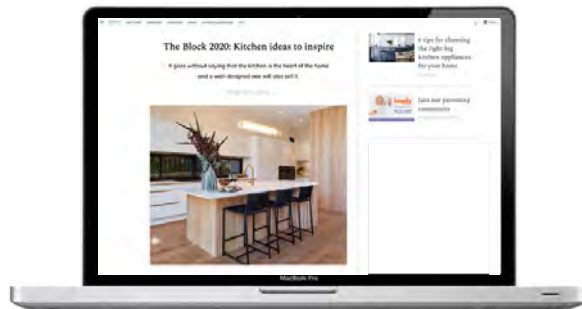 The Block 2020: Kitchen ideas to inspire
It goes without saying that the kitchen is the heart of the home
and a well-designed one will also sell it.
6 tips for choosing
the right big
kitchen appliances
for your home
Join our parenting
community
MacBook Pro